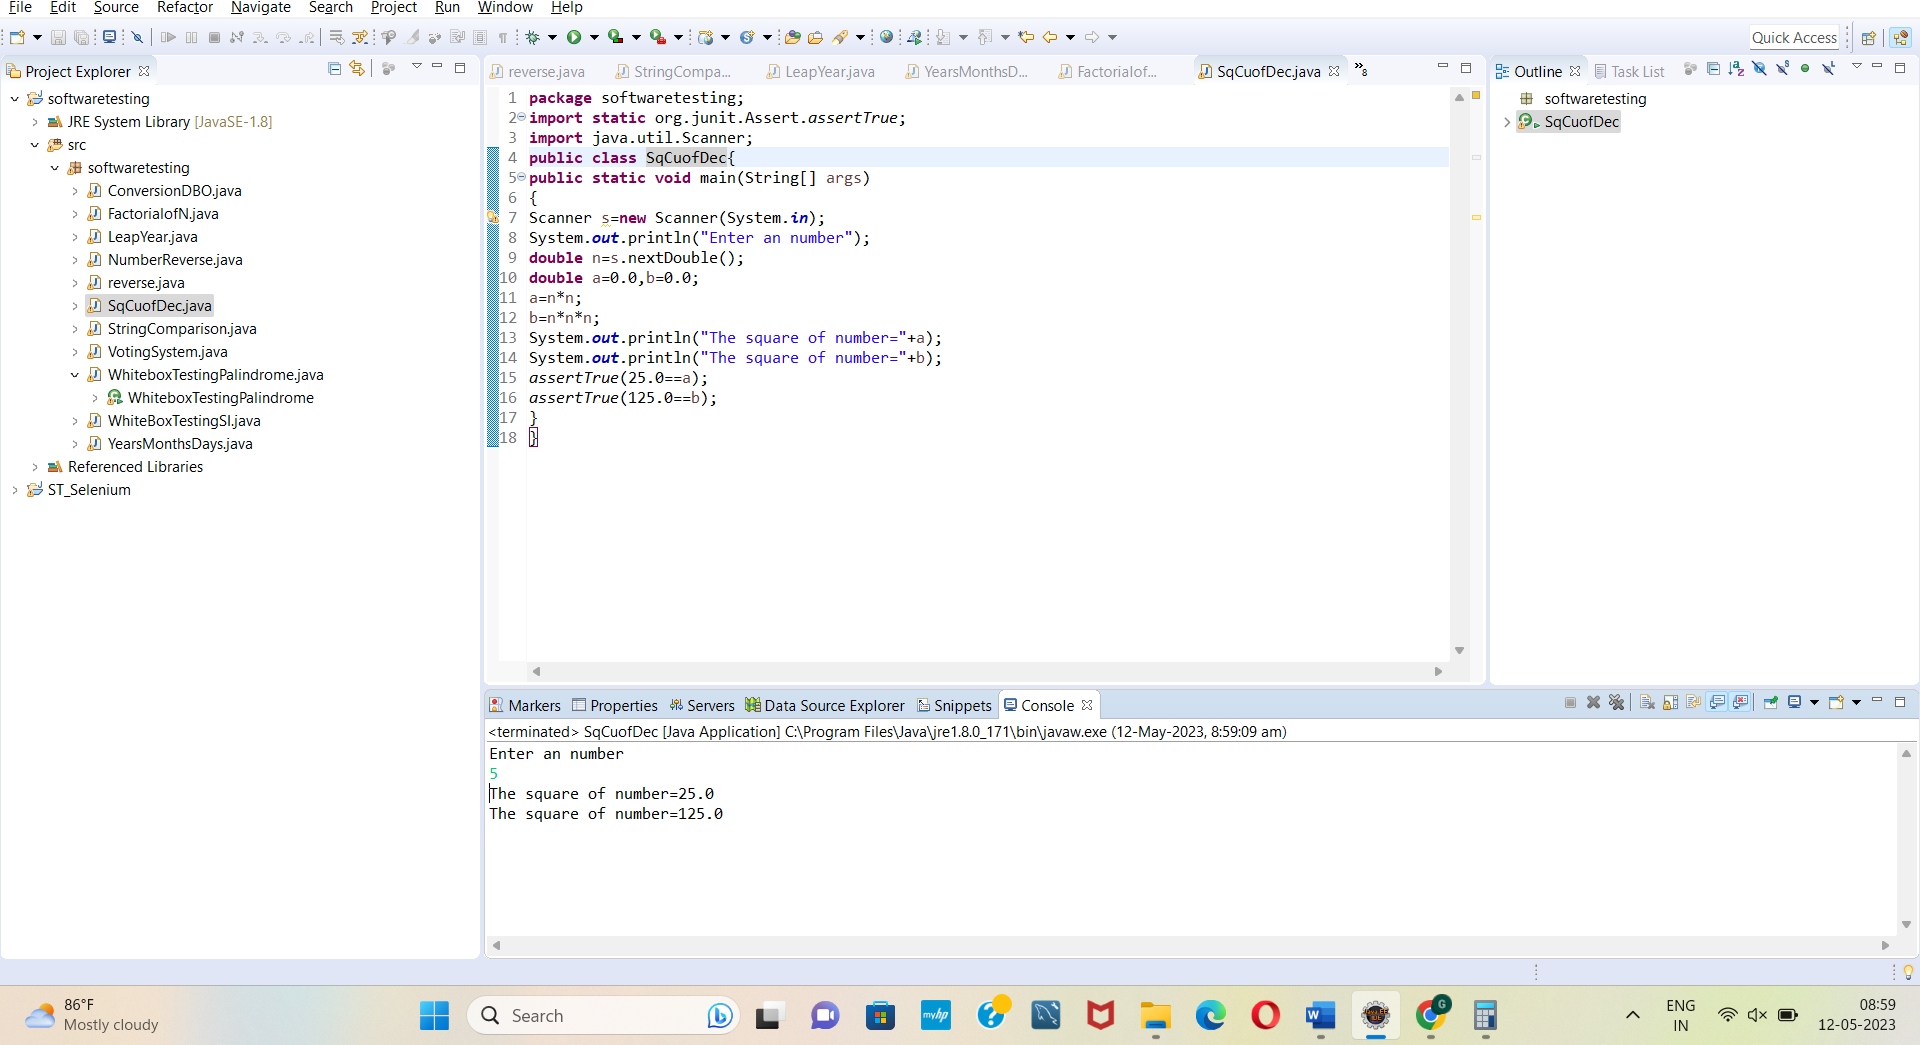 File Edit Source Refactor Navigate Search Project Run Window Help
Quick Access
Project Explorer
softwaretesting
JRE System Library [JavaSE-1.8]
src
softwaretesting
ConversionDBO.java
FactorialofN.java
LeapYear.java
NumberReverse.java
reverse.java
SqCuofDec.java
StringComparison.java
VotingSystem.java
WhiteboxTestingPalindrome.java
WhiteboxTestingPalindrome
WhiteBoxTestingSI.java
YearsMonthsDays.java
Referenced Libraries
ST_Selenium
reverse.java StringCompa... LeapYear.java YearsMonthsD... Factorialof... SqCuofDec.java »8
1 package softwaretesting;
2 import static org.junit.Assert.assertTrue;
3 import java.util.Scanner;
4 public class SqCuofDec{
5 public static void main(String[] args)
6 {
7 Scanner s=new Scanner(System.in);
8 System.out.println("Enter an number");
9 double n=s.nextDouble();
10 double a=0.0,b=0.0;
11 a=n*n;
12 b=n*n*n;
13 System.out.println("The square of number="+a);
14 System.out.println("The square of number="+b);
15 assertTrue(25.0==a);
16 assertTrue(125.0==b);
17 }
18 }
Outline Task List
softwaretesting
SqCuofDec
Markers Properties Servers Data Source Explorer Snippets Console
<terminated> SqCuofDec [Java Application] C:\Program Files\Java\jre1.8.0_171\bin\javaw.exe (12-May-2023, 8:59:09 am)
Enter an number
5
The square of number=25.0
The square of number=125.0
86°F
Mostly cloudy
Search
myhp
W
G
ENG
IN
08:59
12-05-2023